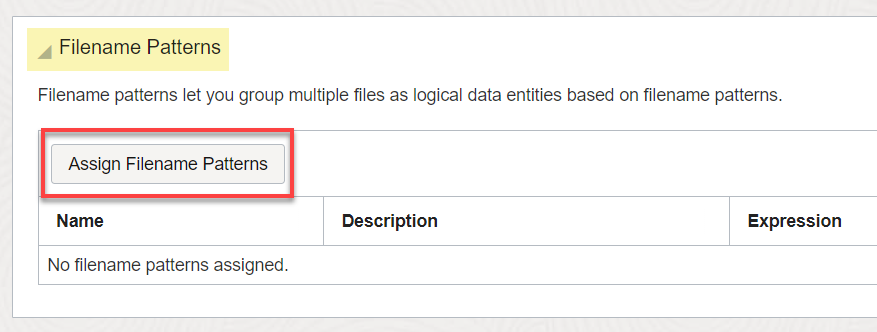 Filename Patterns
Filename patterns let you group multiple files as logical data entities based on filename patterns.
Assign Filename Patterns
Name Description Expression
No filename patterns assigned.